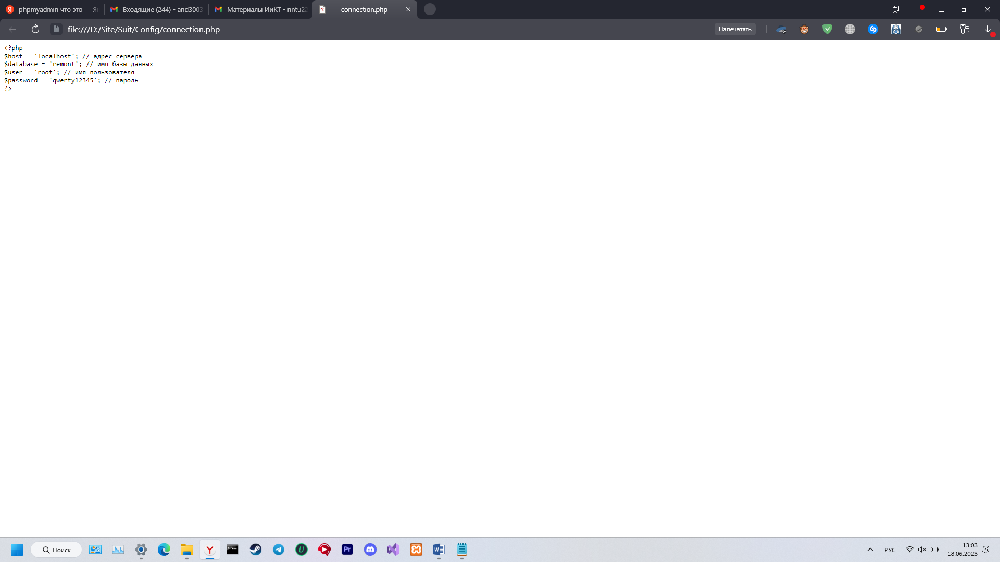 phpmyadmin что это — Ян
Входящие (244) - and3003
Материалы ИиКТ - nntu22
connection.php
file:///D:/Site/Suit/Config/connection.php
Напечатать
<?php
$host = 'localhost'; // адрес сервера
$database = 'remont'; // имя базы данных
$user = 'root'; // имя пользователя
$password = 'qwerty12345'; // пароль
?>
Поиск
Pr
РУС
13:03
18.06.2023